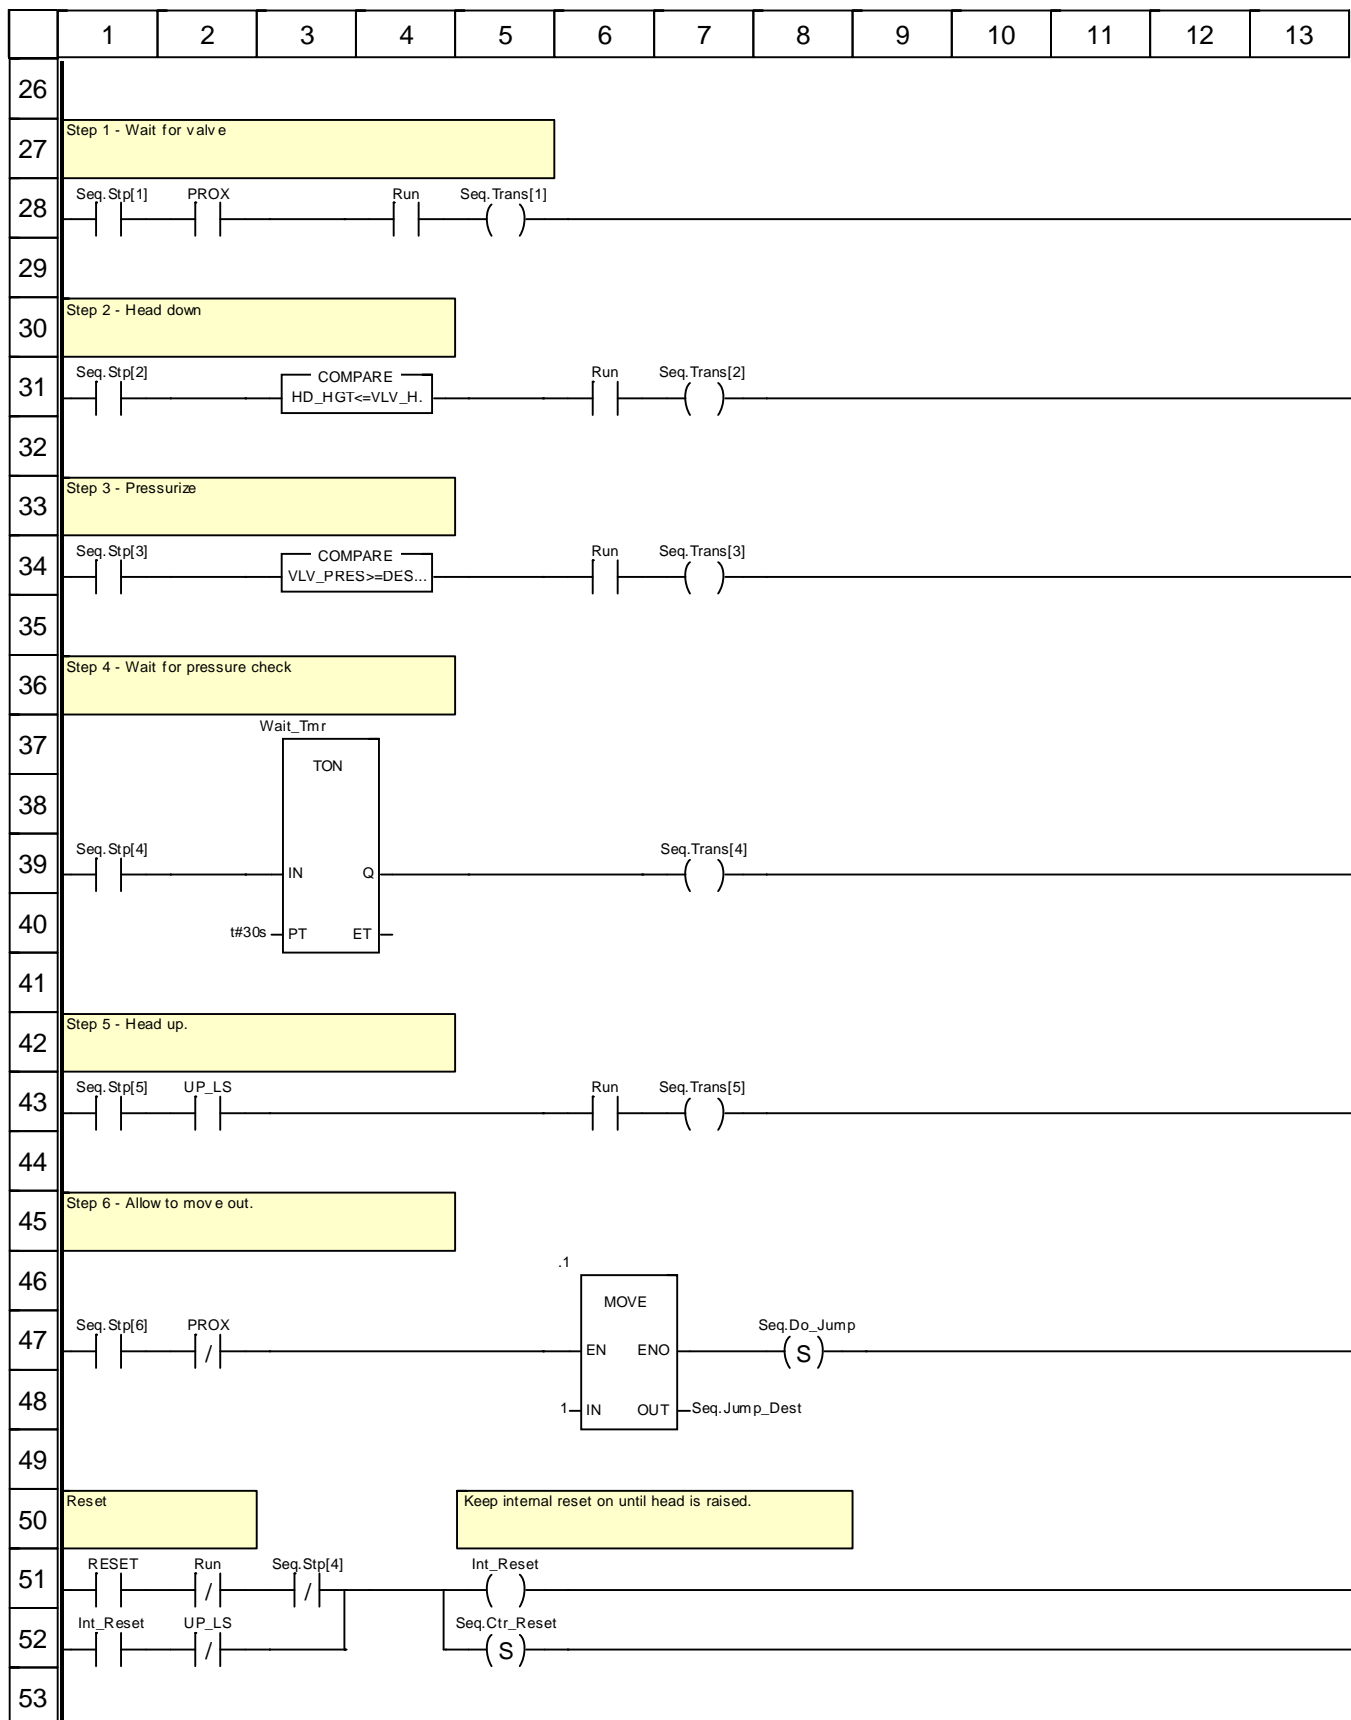 1 2 3 4 5 6 7 8 9 10 11 12 13
26
27
Step 1 - Wait for valve
28
Seq.Stp[1] PROX Run Seq.Trans[1]
29
30
Step 2 - Head down
31
Seq.Stp[2] COMPARE Run Seq.Trans[2]
HD_HGT<=VLV_H.
32
33
Step 3 - Pressurize
34
Seq.Stp[3] COMPARE Run Seq.Trans[3]
VLV_PRES>=DES...
35
36
Step 4 - Wait for pressure check
37
Wait_Tmr
TON
38
39
Seq.Stp[4] Seq.Trans[4]
IN Q
40
t#30s PT ET
41
42
Step 5 - Head up.
43
Seq.Stp[5] UP_LS Run Seq.Trans[5]
44
45
Step 6 - Allow to move out.
46
.1
MOVE
47
Seq.Stp[6] PROX Seq.Do_Jump
/ EN ENO S
48
1 IN OUT Seq.Jump_Dest
49
50
Reset Keep internal reset on until head is raised.
51
RESET Run Seq.Stp[4] Int_Reset
/ /
52
Int_Reset UP_LS Seq.Ctr_Reset
/ S
53